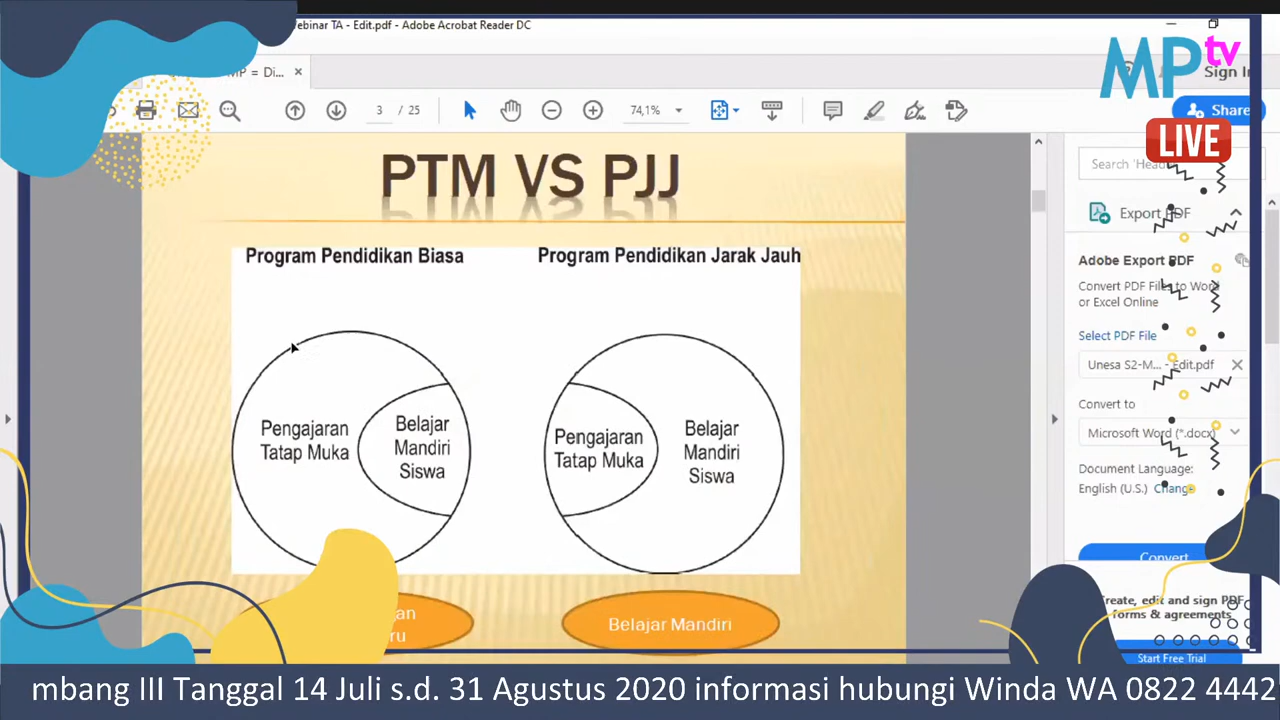 ebinar TA - Edit.pdf - Adobe Acrobat Reader DC
MP = Di...
MPtv
Sign In
3 / 25
74,1%
Share
LIVE
PTM VS PJJ
Program Pendidikan Biasa
Program Pendidikan Jarak Jauh
Pengajaran
Tatap Muka
Belajar
Mandiri
Siswa
Pengajaran
Tatap Muka
Belajar
Mandiri
Siswa
Belajar Mandiri
Export PDF
Adobe Export PDF
Convert PDF Files to Word
or Excel Online
Select PDF File
Unesa S2-M... - Edit.pdf
Convert to
Microsoft Word (*.docx)
Document Language:
English (U.S.) Change
Convert
Create, edit and sign PDF
forms & agreements
Start Free Trial
mbang III Tanggal 14 Juli s.d. 31 Agustus 2020 informasi hubungi Winda WA 0822 4442